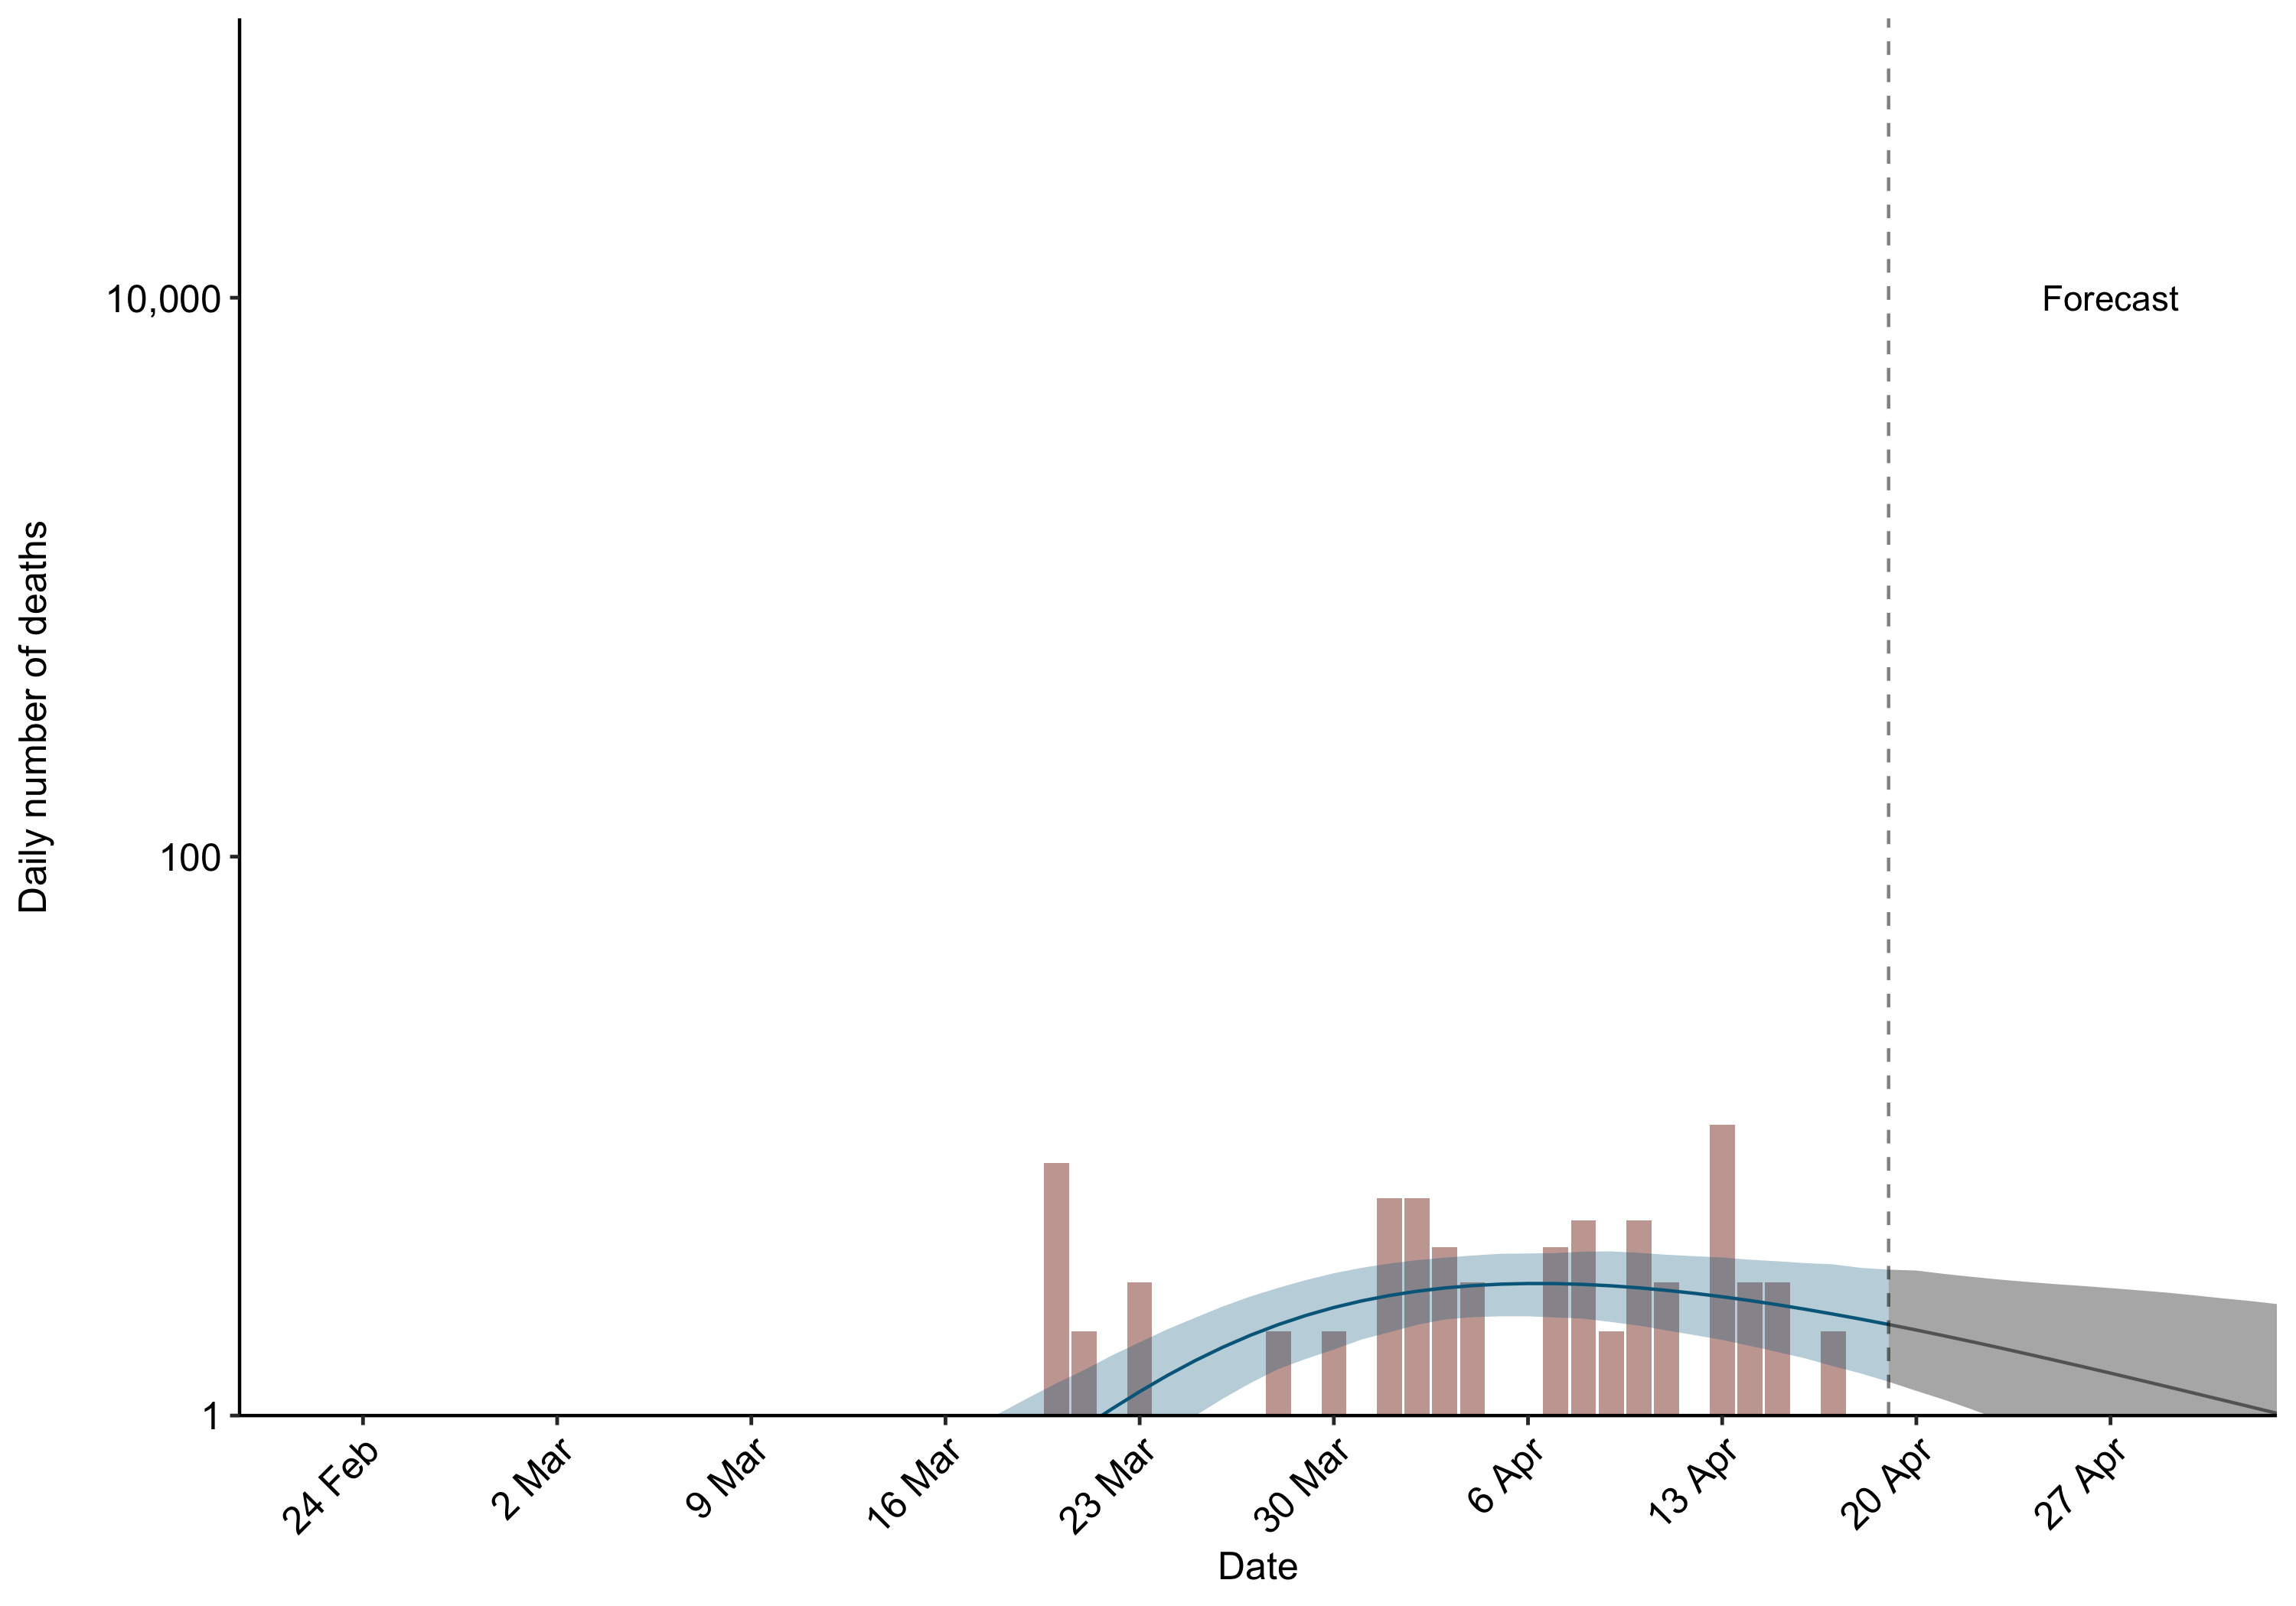 Daily number of deaths
10,000
100
1
Forecast
24 Feb
2 Mar
9 Mar
16 Mar
23 Mar
30 Mar
6 Apr
13 Apr
20 Apr
27 Apr
Date